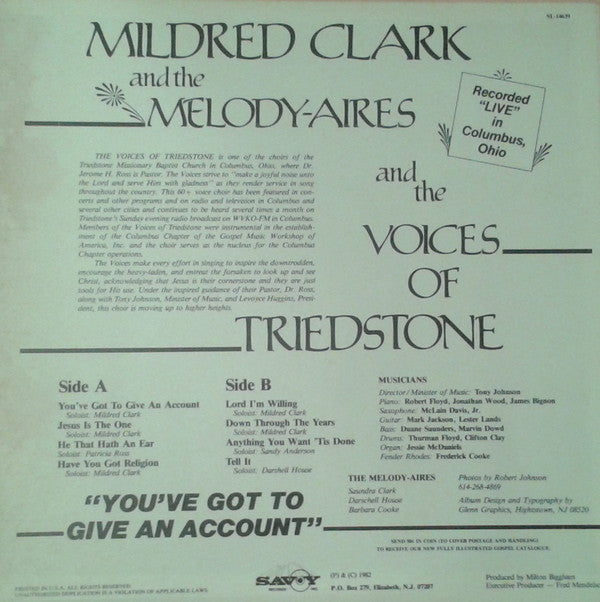 SL-14639
MILDRED CLARK
and the
MELODY-AIRES
Recorded
"LIVE"
in
Columbus,
Ohio
and
the
VOICES
OF
TRIEDSTONE
THE VOICES OF TRIEDSTONE is one of the choirs of the
Triedstone Missionary Baptist Church in Columbus, Ohio, where Dr.
Jerome H. Ross is Pastor. The Voices strive to "make a joyful noise unto
the Lord and serve Him with gladness" as they render service in song
throughout the country. This 60+ voice choir has been featured in con-
certs and other programs and on radio and television in Columbus and
several other cities and continues to be heard several times a month on
Triedstone's Sunday evening radio broadcast on WVKO-FM in Columbus.
Members of the Voices of Triedstone were instrumental in the establish-
ment of the Columbus Chapter of the Gospel Music Workshop of
America, Inc. and the choir serves as the nucleus for the Columbus
Chapter operations.
The Voices make every effort in singing to inspire the downtrodden,
encourage the heavy-laden, and entreat the forsaken to look up and see
Christ, acknowledging that Jesus is their cornerstone and they are just
tools for His use. Under the inspired guidance of their Pastor, Dr. Ross,
along with Tony Johnson, Minister of Music, and Levoyce Huggins, Presi-
dent, this choir is moving up to higher heights.
Side A
You've Got To Give An Account
Soloist: Mildred Clark
Jesus Is The One
Soloist: Mildred Clark
He That Hath An Ear
Soloist: Patricia Ross
Have You Got Religion
Soloist: Mildred Clark
Side B
Lord I'm Willing
Soloist: Mildred Clark
Down Through The Years
Soloist: Mildred Clark
Anything You Want 'Tis Done
Soloist: Sandy Anderson
Tell It
Soloist: Darshell House
MUSICIANS
Director/Minister of Music: Tony Johnson
Piano: Robert Floyd, Jonathan Wood, James Bignon
Saxophone: McLain Davis, Jr.
Guitar: Mark Jackson, Lester Lands
Bass: Duane Saunders, Marvin Dowd
Drums: Thurman Floyd, Clifton Clay
Organ: Jessie McDaniels
Fender Rhodes: Frederick Cooke
THE MELODY-AIRES
Saundra Clark
Darschell House
Barbara Cooke
Photos by Robert Johnson
614-268-4869
Album Design and Typography by
Glenn Graphics, Hightstown, NJ 08520
"YOU'VE GOT TO
GIVE AN ACCOUNT"
SEND 50¢ IN COIN (TO COVER POSTAGE AND HANDLING)
TO RECEIVE OUR NEW FULLY ILLUSTRATED GOSPEL CATALOGUE.
PRINTED IN U.S.A. ALL RIGHTS RESERVED.
UNAUTHORIZED DUPLICATION IS A VIOLATION OF APPLICABLE LAWS.
SAVOY
RECORDS INC.
(P) & (C) 1982
P.O. Box 279, Elizabeth, N.J. 07207
Produced by Milton Biggham
Executive Producer — Fred Mendelso